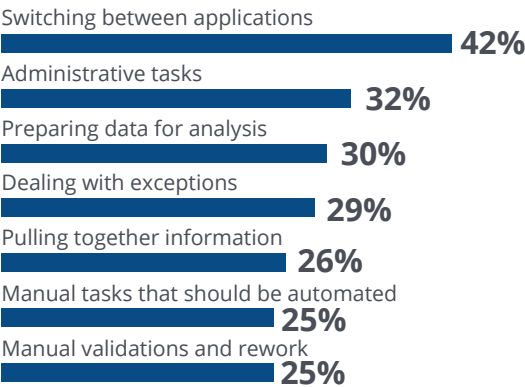 Switching between applications
42%
Administrative tasks
32%
Preparing data for analysis
30%
Dealing with exceptions
29%
Pulling together information
26%
Manual tasks that should be automated
25%
Manual validations and rework
25%